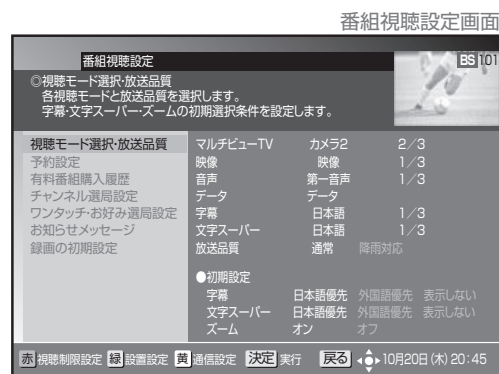 番組視聴設定画面
番組視聴設定
BS 101
◎視聴モード選択・放送品質
各視聴モードと放送品質を選択します。
字幕・文字スーパー・ズームの初期選択条件を設定します。
視聴モード選択・放送品質
予約設定
有料番組購入履歴
チャンネル選局設定
ワンタッチ・お好み選局設定
お知らせメッセージ
録画の初期設定
マルチビューTV カメラ2 2/3
映像 映像 1/3
音声 第一音声 1/3
データ データ
字幕 日本語 1/3
文字スーパー 日本語 1/3
放送品質 通常 降雨対応
●初期設定
字幕 日本語優先 外国語優先 表示しない
文字スーパー 日本語優先 外国語優先 表示しない
ズーム オン オフ
赤 視聴制限設定 緑 設置設定 黄 通信設定 決定 実行 戻る 10月20日(木) 20:45